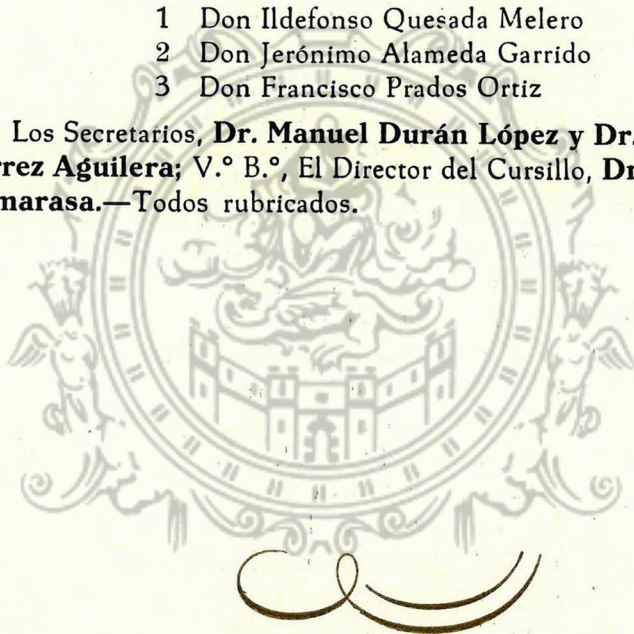 1 Don Ildefonso Quesada Melero
2 Don Jerónimo Alameda Garrido
3 Don Francisco Prados Ortiz
Los Secretarios, Dr. Manuel Durán López y Dr.
rrez Aguilera; V.º B.º, El Director del Cursillo, Dr
marasa.—Todos rubricados.